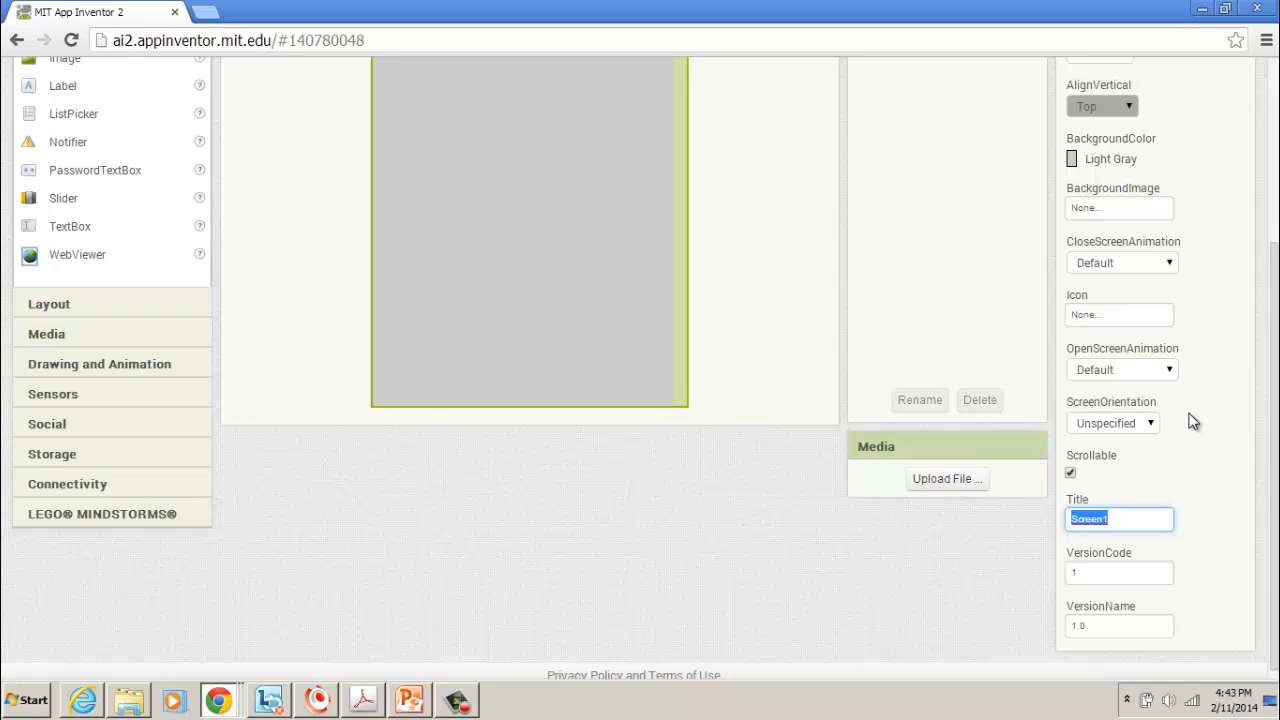 MIT App Inventor 2
ai2.appinventor.mit.edu/#140780048
Image
Label
ListPicker
Notifier
PasswordTextBox
Slider
TextBox
WebViewer
Layout
Media
Drawing and Animation
Sensors
Social
Storage
Connectivity
LEGO® MINDSTORMS®
Rename
Delete
Media
Upload File ...
AlignVertical
Top
BackgroundColor
Light Gray
BackgroundImage
None...
CloseScreenAnimation
Default
Icon
None...
OpenScreenAnimation
Default
ScreenOrientation
Unspecified
Scrollable
Title
Screen1
VersionCode
1
VersionName
1.0
Privacy Policy and Terms of Use
Start
4:43 PM
2/11/2014